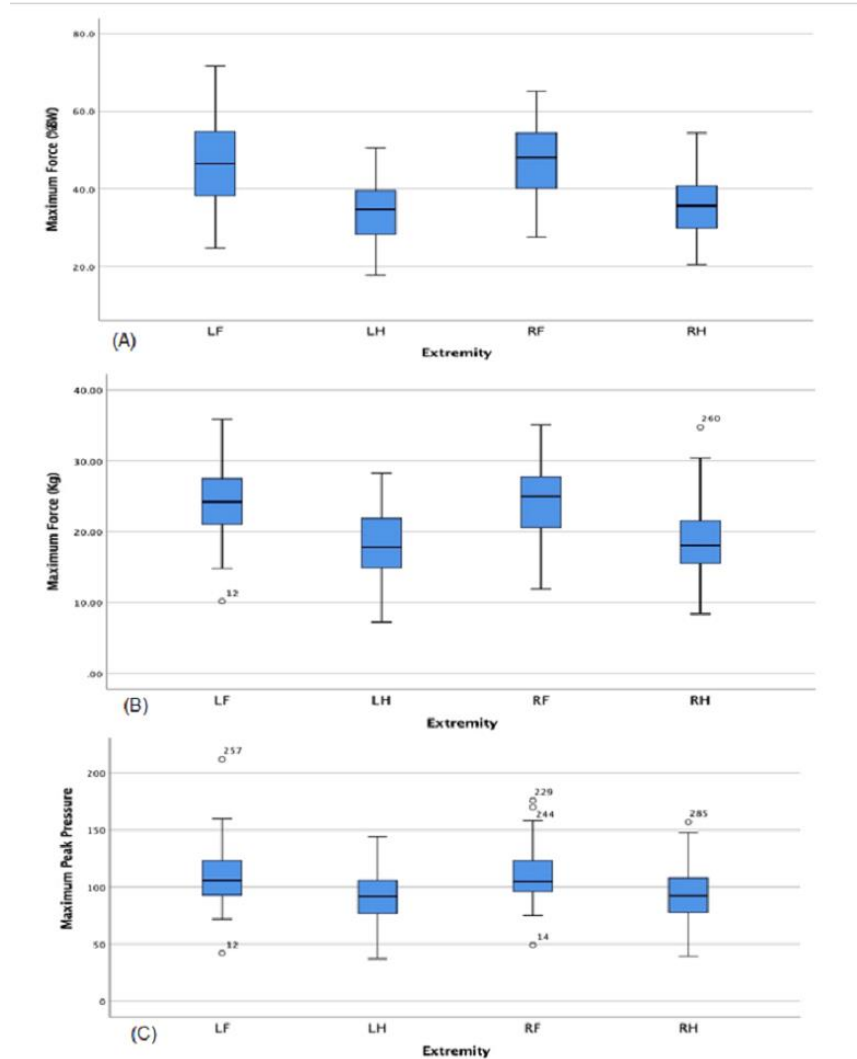 Maximum Force (%BW)
80.0
60.0
40.0
20.0
LF LH RF RH
Extremity
(A)
Maximum Force (Kg)
40.00
30.00
20.00
10.00
.00
260
12
LF LH RF RH
Extremity
(B)
Maximum Peak Pressure
200
150
100
50
0
257
229
244
285
12
14
LF LH RF RH
Extremity
(C)